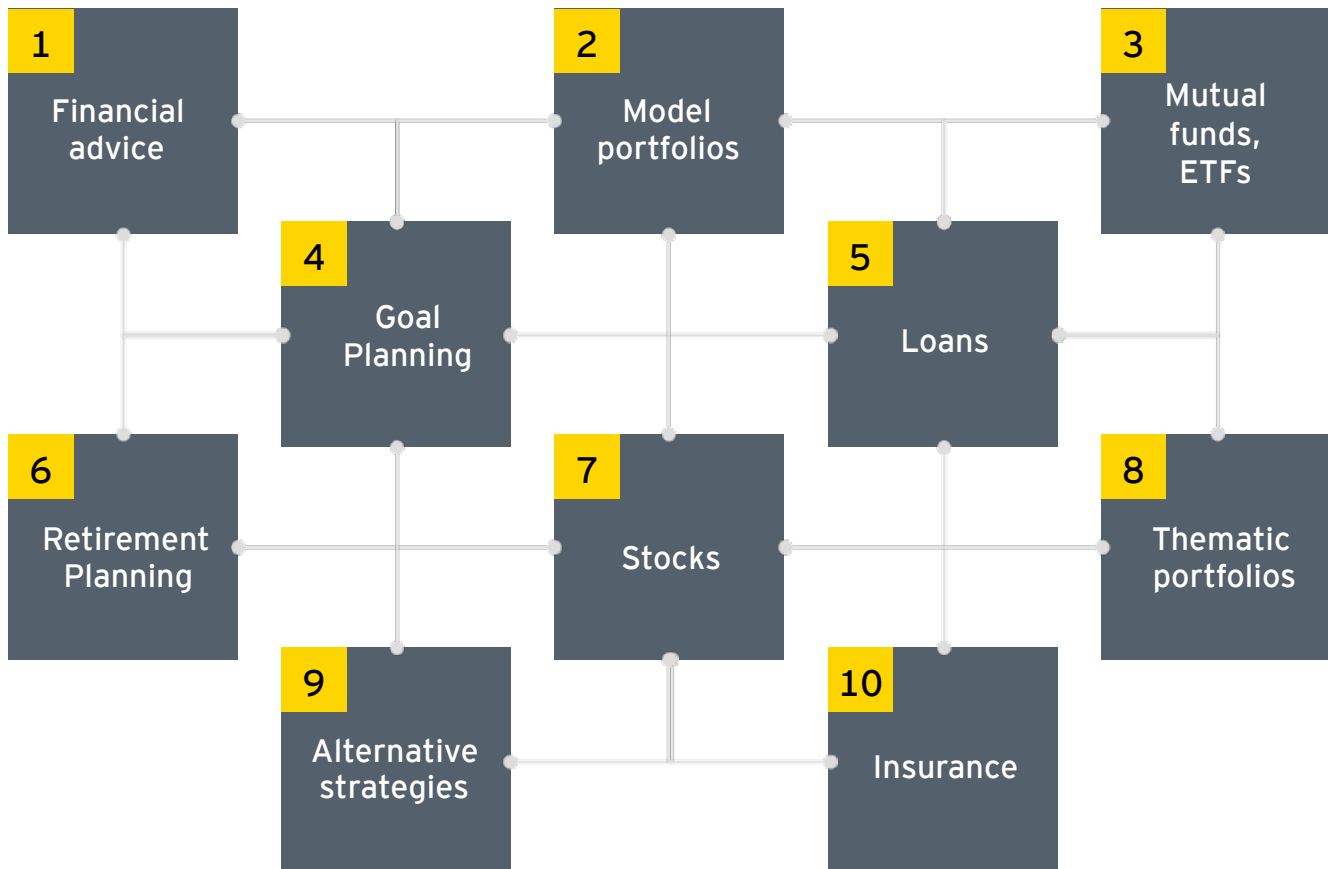 1
Financial
advice
2
Model
portfolios
3
Mutual
funds,
ETFs
4
Goal
Planning
5
Loans
6
Retirement
Planning
7
Stocks
8
Thematic
portfolios
9
Alternative
strategies
10
Insurance